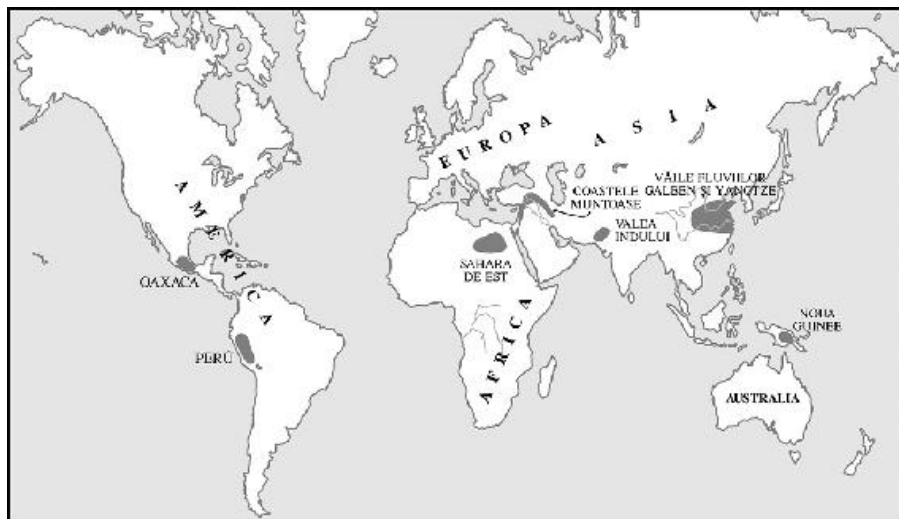 EUROPA
ASIA
VĂILE FLUVIILOR
GALBEN ȘI YANGTZE
COASTELE
MUNTOASE
VALEA
INDULUI
AMERICA
SAHARA
DE EST
OAXACA
AFRICA
NOUA
GUINEE
PERÚ
AUSTRALIA